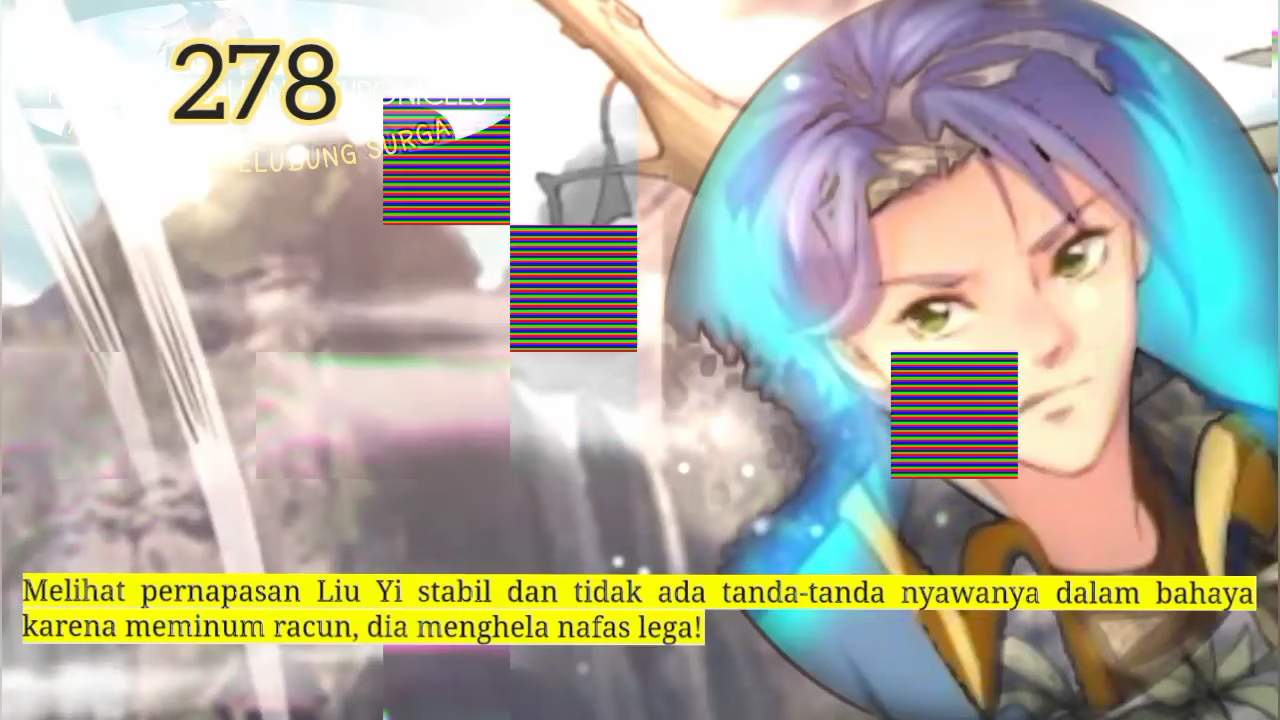 278
SURGA
Melihat pernapasan Liu Yi stabil dan tidak ada tanda-tanda nyawanya dalam bahaya
karena meminum racun, dia menghela nafas lega!